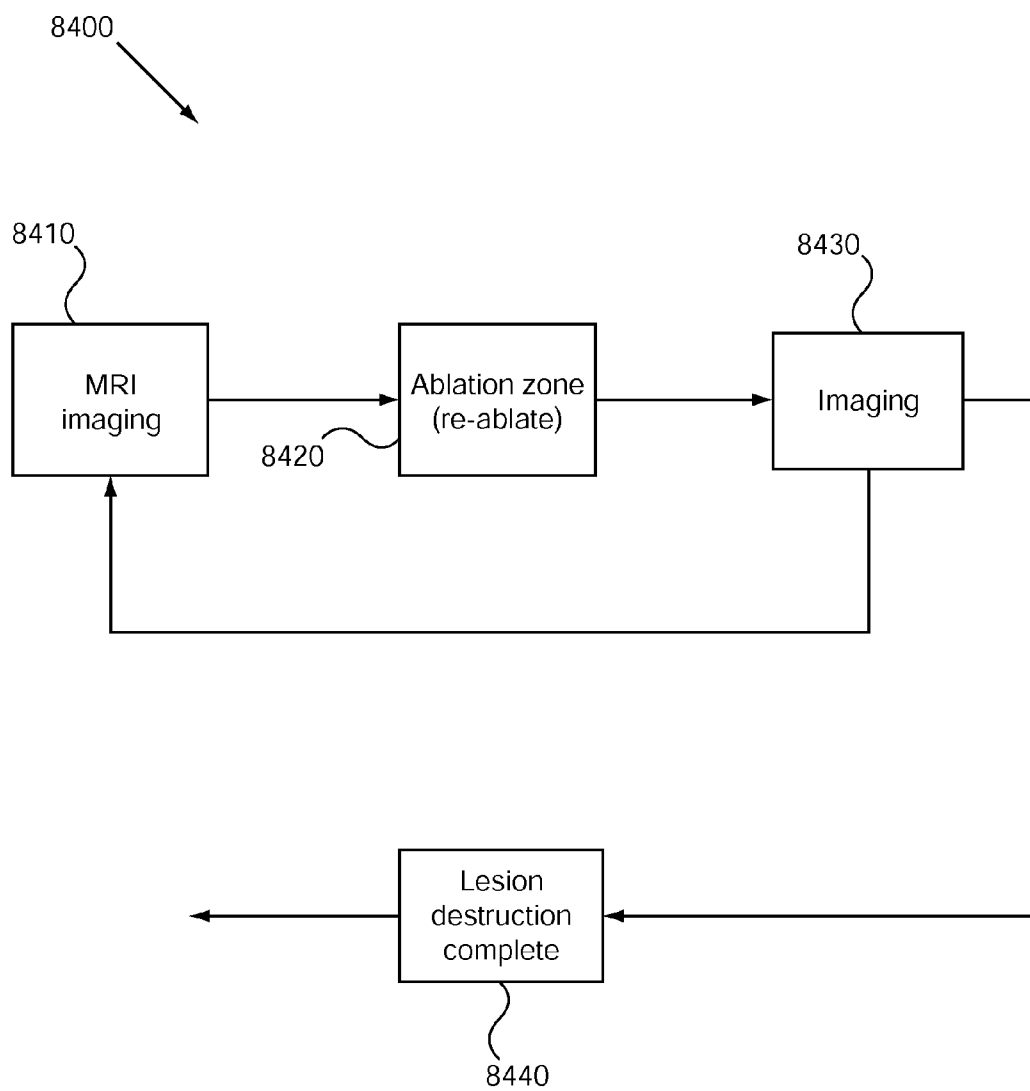 8400
8410
8430
MRI
imaging
Ablation zone
(re-ablate)
Imaging
8420
Lesion
destruction
complete
8440